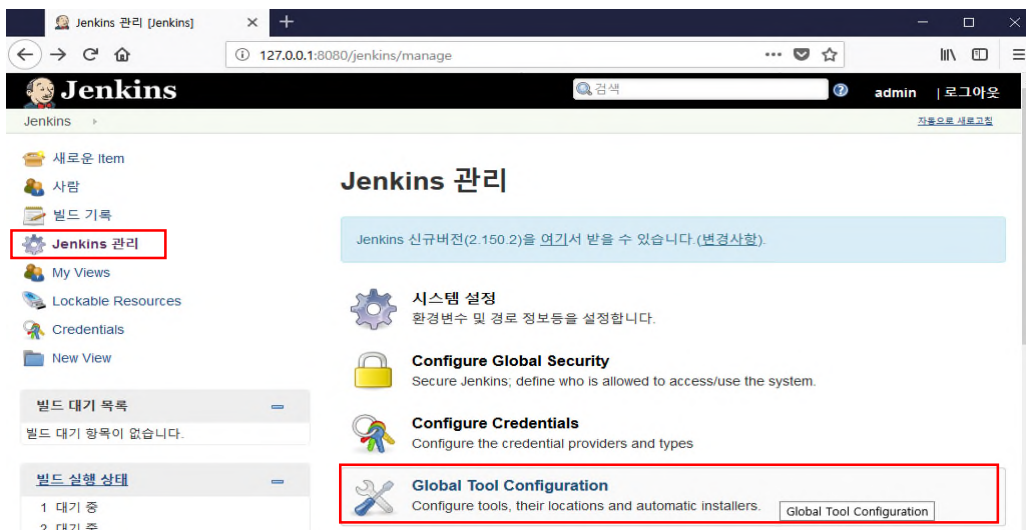 Jenkins 관리 [Jenkins]
127.0.0.1:8080/jenkins/manage
Jenkins
검색
admin
| 로그아웃
Jenkins
자동으로 새로고침
새로운 Item
사람
빌드 기록
Jenkins 관리
My Views
Lockable Resources
Credentials
New View
빌드 대기 목록
빌드 대기 항목이 없습니다.
빌드 실행 상태
1 대기 중
2 대기 중
Jenkins 관리
Jenkins 신규버전(2.150.2)을 여기서 받을 수 있습니다.(변경사항).
시스템 설정
환경변수 및 경로 정보등을 설정합니다.
Configure Global Security
Secure Jenkins; define who is allowed to access/use the system.
Configure Credentials
Configure the credential providers and types
Global Tool Configuration
Configure tools, their locations and automatic installers.
Global Tool Configuration